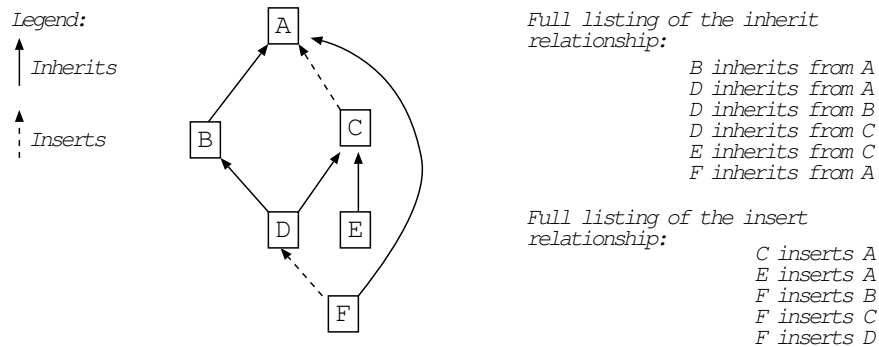 Legend:
Inherits
Inserts
A
B
C
D
E
F
Full listing of the inherit
relationship:
B inherits from A
D inherits from A
D inherits from B
D inherits from C
E inherits from C
F inherits from A
Full listing of the insert
relationship:
C inserts A
E inserts A
F inserts B
F inserts C
F inserts D